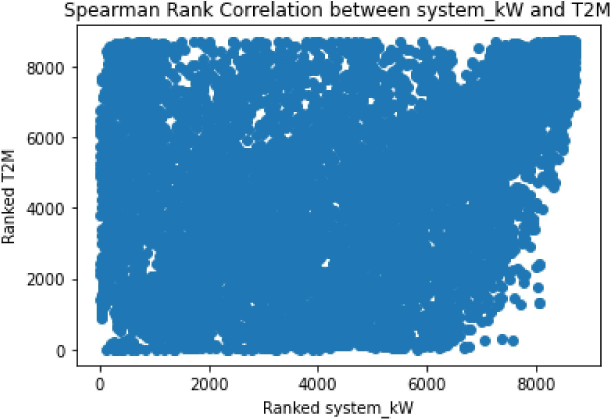 Spearman Rank Correlation between system_kW and T2M
8000
6000
4000
2000
0
Ranked T2M
0 2000 4000 6000 8000
Ranked system_kW